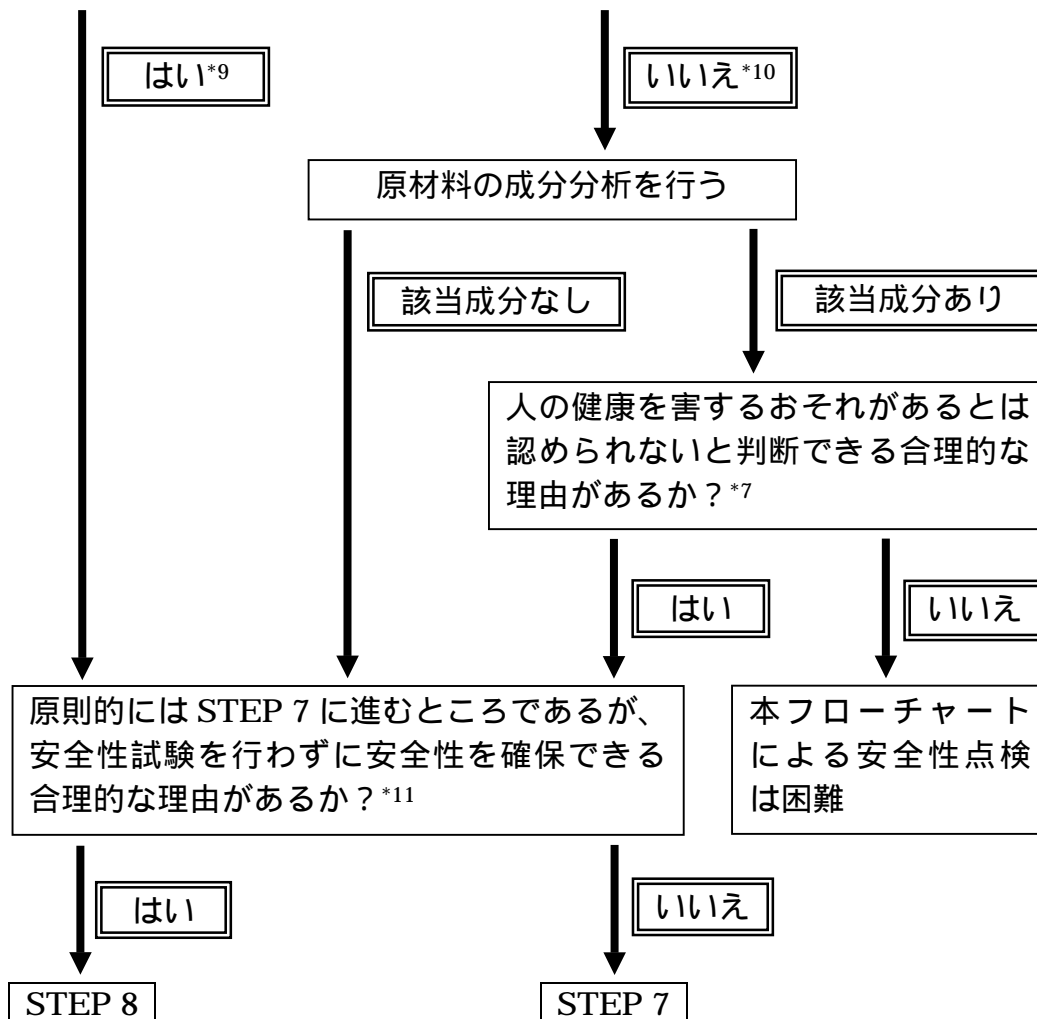 はい*9
いいえ*10
原材料の成分分析を行う
該当成分なし
該当成分あり
人の健康を害するおそれがあるとは
認められないと判断できる合理的な
理由があるか？*7
はい
いいえ
原則的には STEP 7 に進むところであるが、
安全性試験を行わずに安全性を確保できる
合理的な理由があるか？*11
本フローチャート
による安全性点検
は困難
はい
いいえ
STEP 8
STEP 7